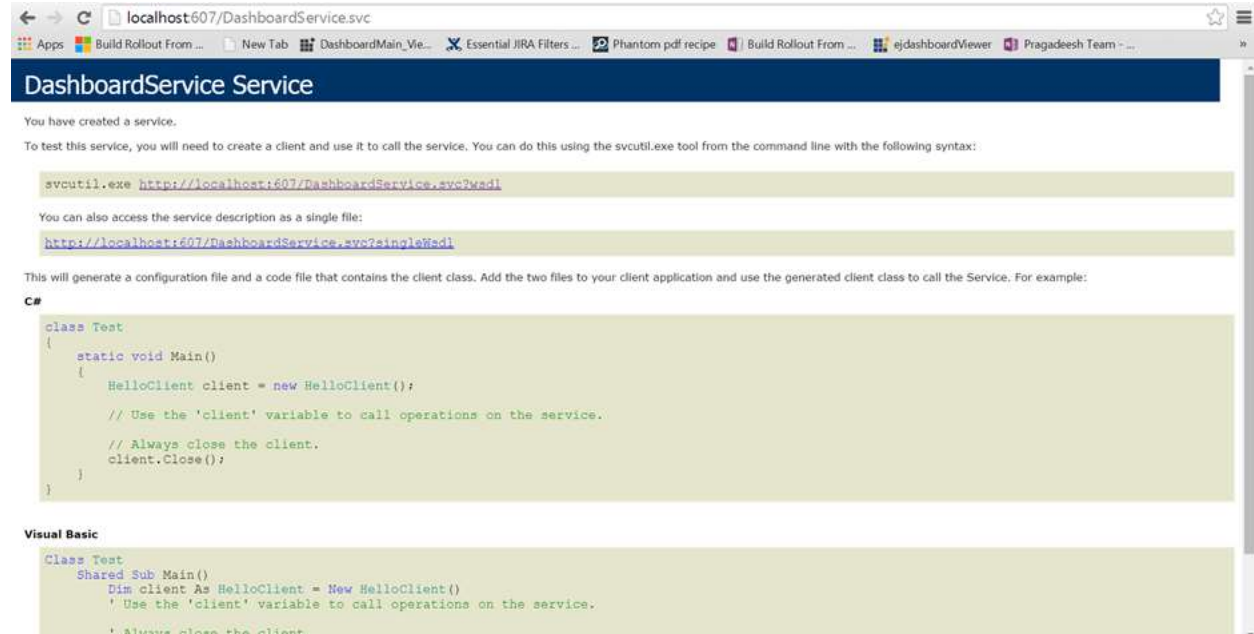 localhost:607/DashboardService.svc
Apps Build Rollout From ... New Tab DashboardMain_Vie... Essential JIRA Filters ... Phantom pdf recipe Build Rollout From ... ejdashboardViewer Pragadeesh Team - ... »
DashboardService Service
You have created a service.
To test this service, you will need to create a client and use it to call the service. You can do this using the svcutil.exe tool from the command line with the following syntax:
svcutil.exe http://localhost:607/DashboardService.svc?wsdl
You can also access the service description as a single file:
http://localhost:607/DashboardService.svc?singleWsdl
This will generate a configuration file and a code file that contains the client class. Add the two files to your client application and use the generated client class to call the Service. For example:
C#
class Test
{
static void Main()
{
HelloClient client = new HelloClient();
// Use the 'client' variable to call operations on the service.
// Always close the client.
client.Close();
}
}
Visual Basic
Class Test
Shared Sub Main()
Dim client As HelloClient = New HelloClient()
' Use the 'client' variable to call operations on the service.
' Always close the client.